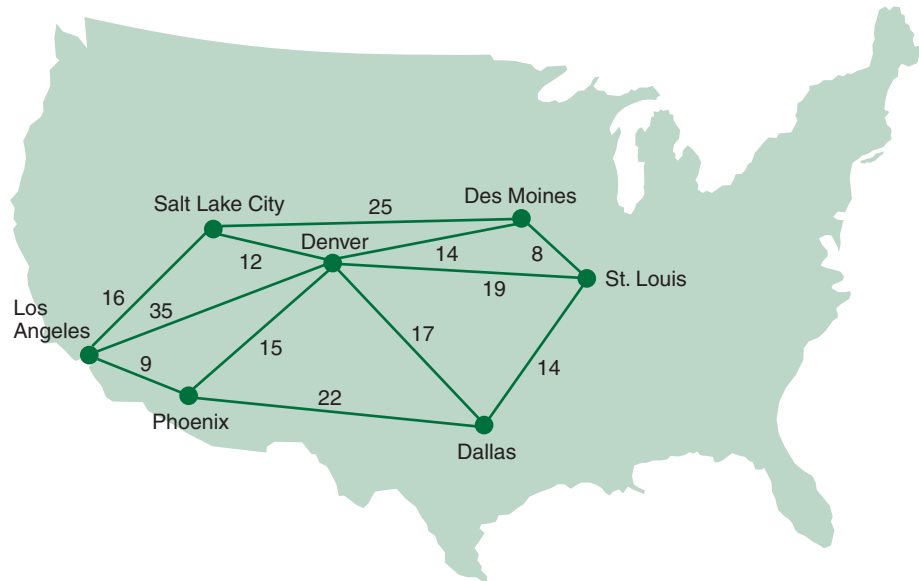 Salt Lake City
25
Des Moines
Denver
12
14
8
19
St. Louis
16
35
Los
Angeles
15
17
9
14
22
Phoenix
Dallas